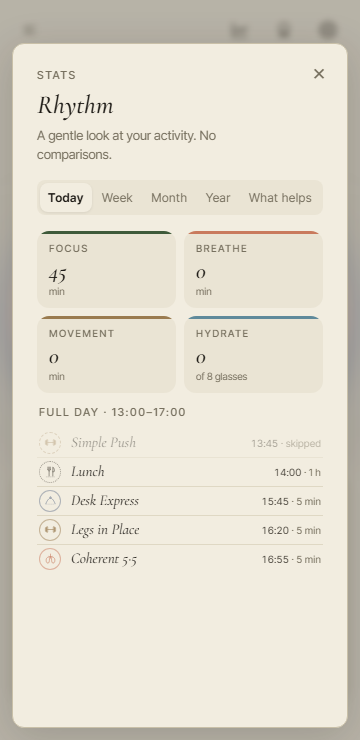 STATS
Rhythm
A gentle look at your activity. No
comparisons.
Today Week Month Year What helps
FOCUS
45
min
BREATHE
0
min
MOVEMENT
0
min
HYDRATE
0
of 8 glasses
FULL DAY · 13:00–17:00
Simple Push 13:45 · skipped
Lunch 14:00 · 1 h
Desk Express 15:45 · 5 min
Legs in Place 16:20 · 5 min
Coherent 5·5 16:55 · 5 min